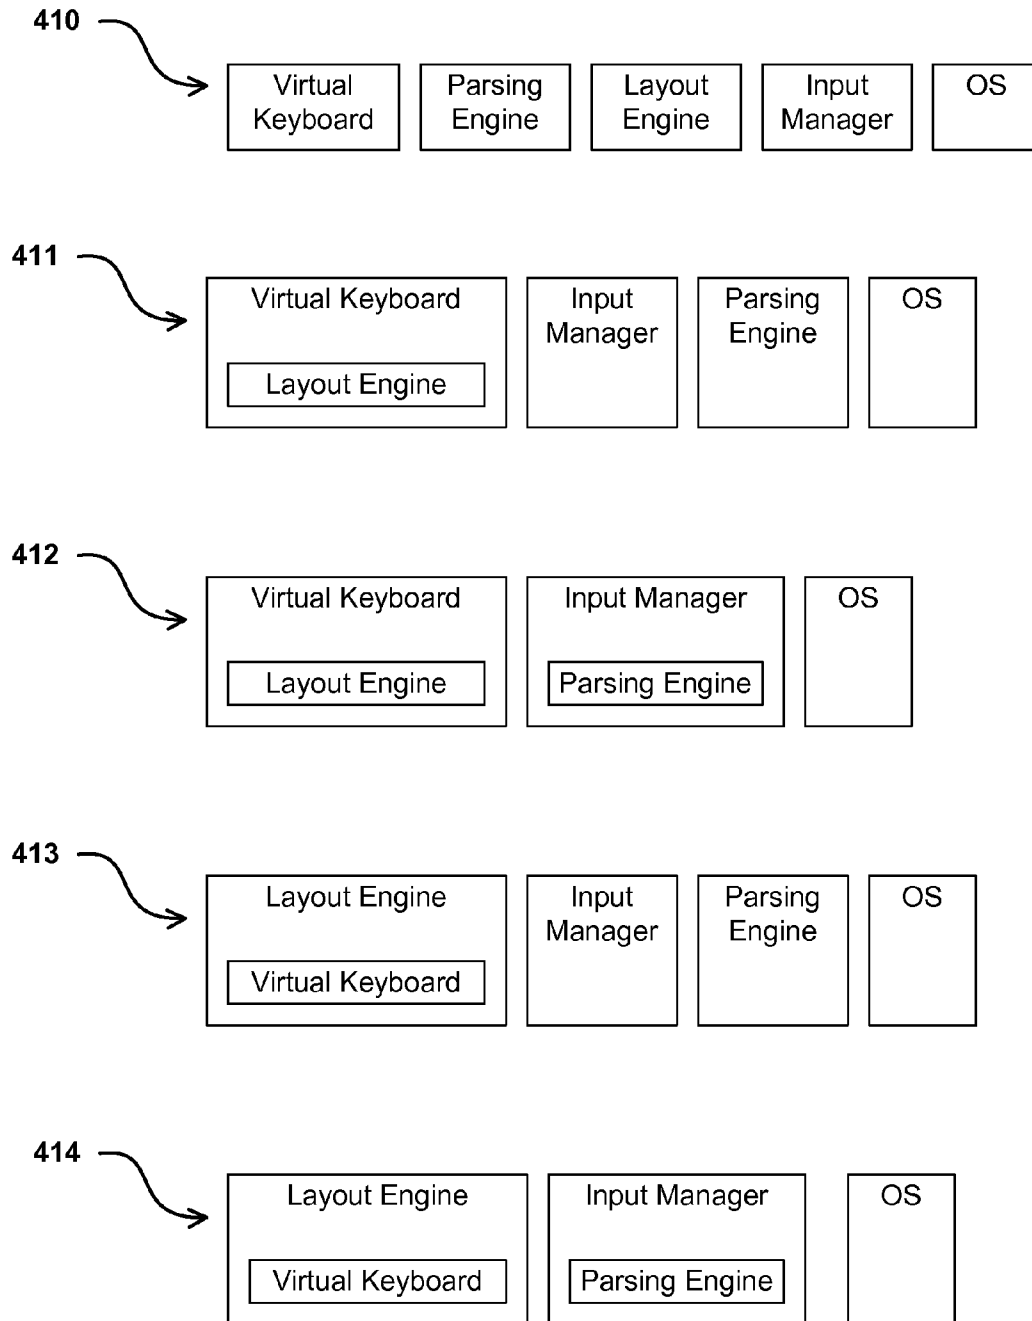 410
Virtual Parsing Layout Input OS
Keyboard Engine Engine Manager
411
Virtual Keyboard Input Parsing OS
Manager Engine
Layout Engine
412
Virtual Keyboard Input Manager OS
Layout Engine Parsing Engine
413
Layout Engine Input Parsing OS
Manager Engine
Virtual Keyboard
414
Layout Engine Input Manager OS
Virtual Keyboard Parsing Engine